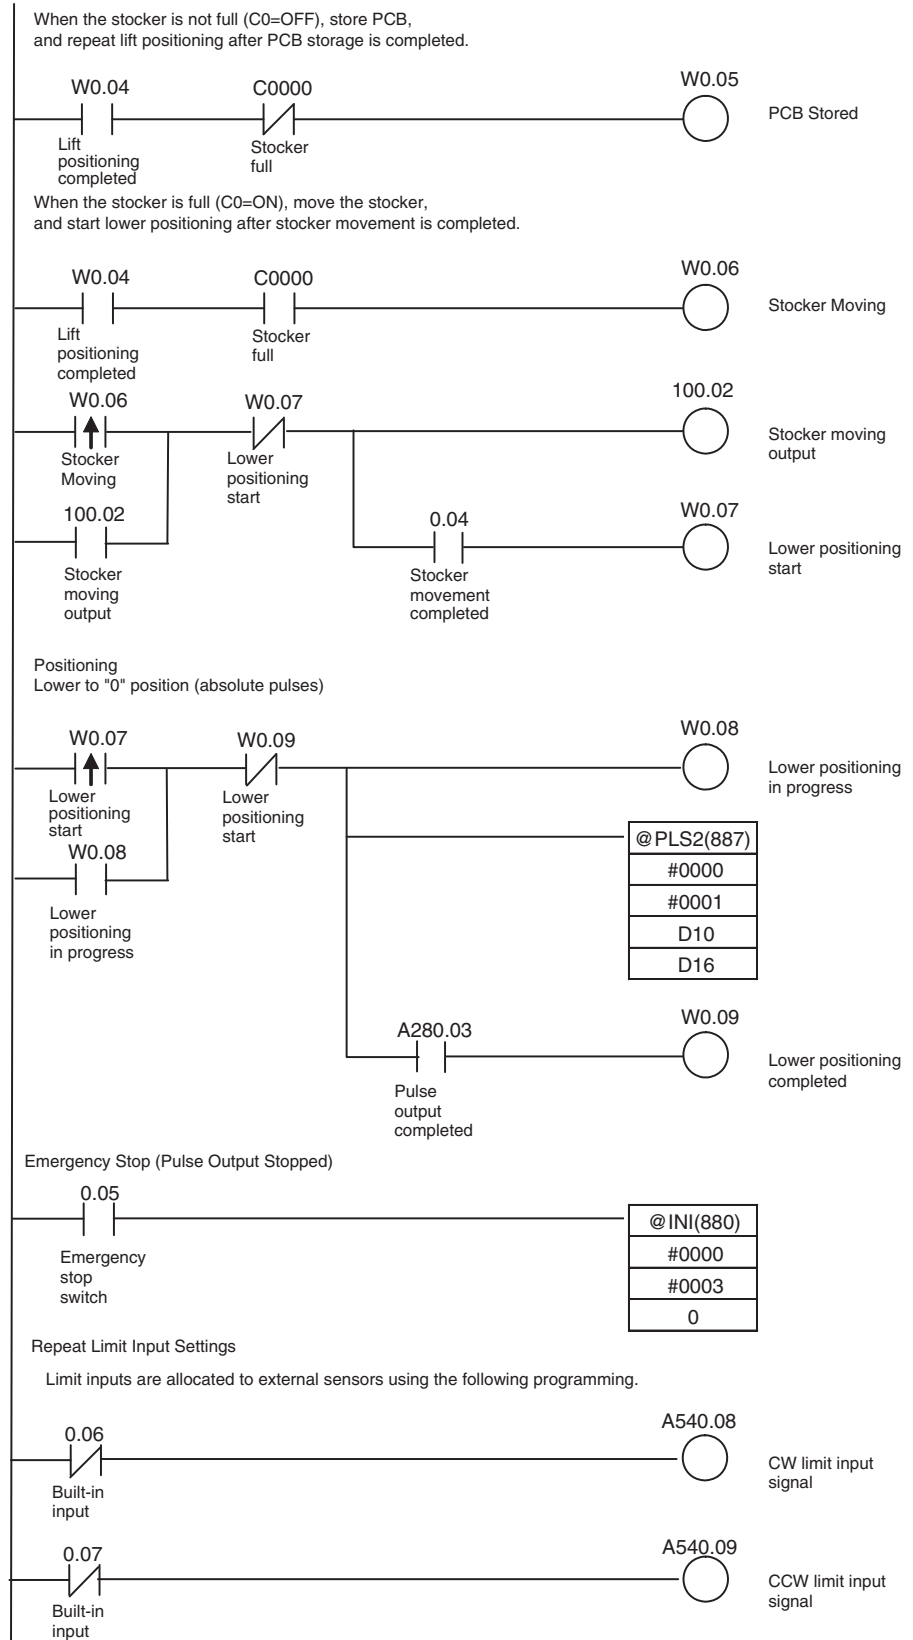 When the stocker is not full (C0=OFF), store PCB,
and repeat lift positioning after PCB storage is completed.
W0.04
C0000
W0.05
PCB Stored
Lift
positioning
completed
Stocker
full
When the stocker is full (C0=ON), move the stocker,
and start lower positioning after stocker movement is completed.
W0.04
C0000
W0.06
Stocker Moving
Lift
positioning
completed
Stocker
full
W0.06
W0.07
100.02
Stocker moving
output
Stocker
Moving
Lower
positioning
start
100.02
0.04
W0.07
Lower positioning
start
Stocker
moving
output
Stocker
movement
completed
Positioning
Lower to "0" position (absolute pulses)
W0.07
W0.09
W0.08
Lower positioning
in progress
Lower
positioning
start
Lower
positioning
start
@PLS2(887)
#0000
#0001
D10
D16
W0.08
Lower
positioning
in progress
A280.03
W0.09
Lower positioning
completed
Pulse
output
completed
Emergency Stop (Pulse Output Stopped)
0.05
@INI(880)
#0000
#0003
0
Emergency
stop
switch
Repeat Limit Input Settings
Limit inputs are allocated to external sensors using the following programming.
0.06
A540.08
CW limit input
signal
Built-in
input
0.07
A540.09
CCW limit input
signal
Built-in
input